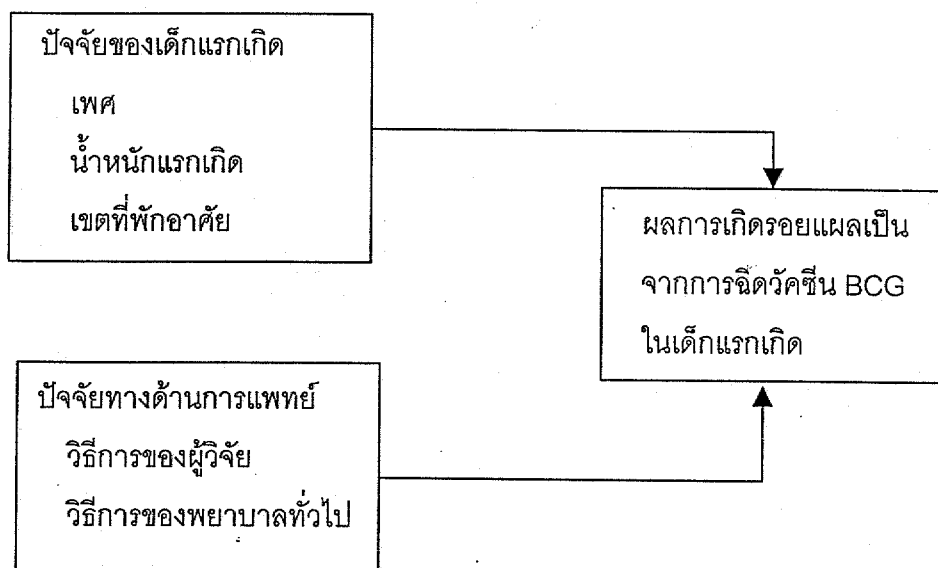 ปัจจัยของเด็กแรกเกิด
เพศ
น้ำหนักแรกเกิด
เขตที่พักอาศัย
ผลการเกิดรอยแผลเป็น
จากการฉีดวัคซีน BCG
ในเด็กแรกเกิด
ปัจจัยทางด้านการแพทย์
วิธีการของผู้วิจัย
วิธีการของพยาบาลทั่วไป